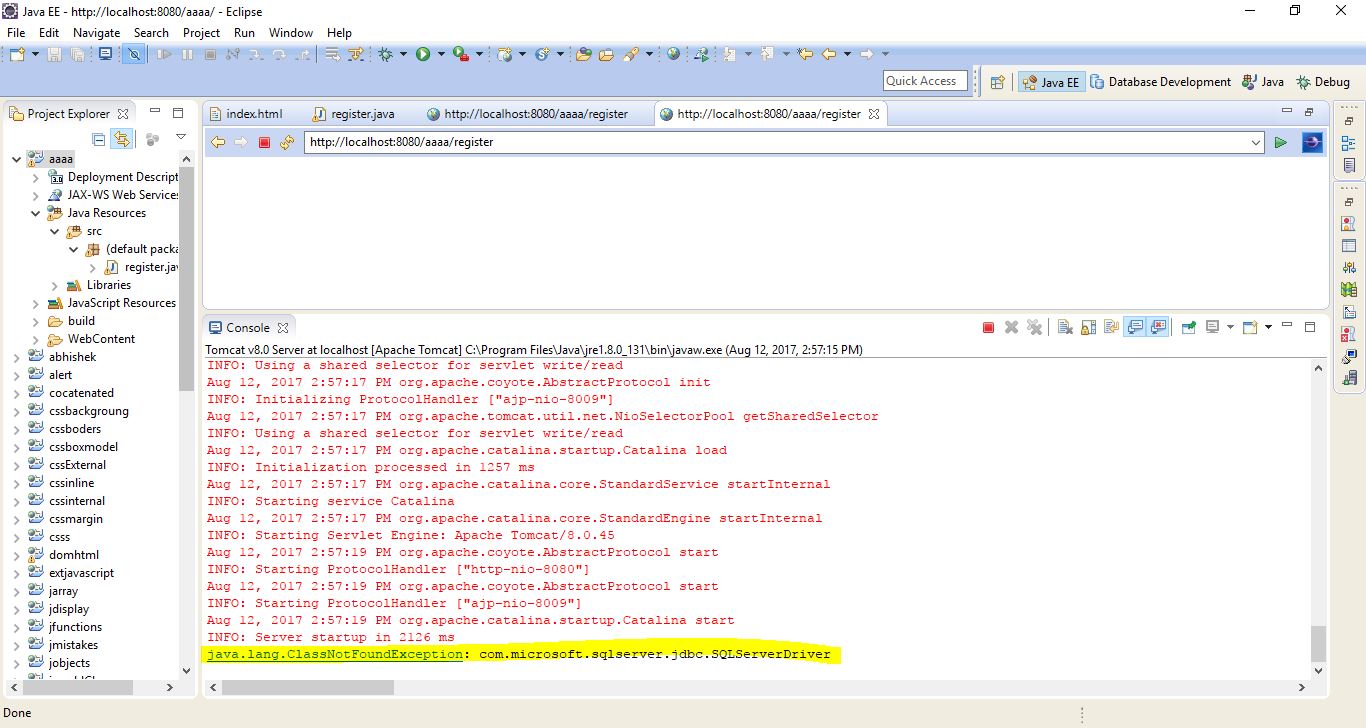 Java EE - http://localhost:8080/aaaa/ - Eclipse
File Edit Navigate Search Project Run Window Help
Quick Access
Java EE
Database Development
Java
Debug
Project Explorer
index.html
register.java
http://localhost:8080/aaaa/register
http://localhost:8080/aaaa/register
http://localhost:8080/aaaa/register
aaaa
3.0 Deployment Descript
JAX-WS Web Services
Java Resources
src
(default packa
register.jav
Libraries
JavaScript Resources
build
WebContent
abhishek
alert
cocatenated
cssbackgroung
cssboders
cssboxmodel
cssExternal
cssinline
cssinternal
cssmargin
csss
domhtml
extjavascript
jarray
jdisplay
jfunctions
jmistakes
jobjects
Console
Tomcat v8.0 Server at localhost [Apache Tomcat] C:\Program Files\Java\jre1.8.0_131\bin\javaw.exe (Aug 12, 2017, 2:57:15 PM)
INFO: Using a shared selector for servlet write/read
Aug 12, 2017 2:57:17 PM org.apache.coyote.AbstractProtocol init
INFO: Initializing ProtocolHandler ["ajp-nio-8009"]
Aug 12, 2017 2:57:17 PM org.apache.tomcat.util.net.NioSelectorPool getSharedSelector
INFO: Using a shared selector for servlet write/read
Aug 12, 2017 2:57:17 PM org.apache.catalina.startup.Catalina load
INFO: Initialization processed in 1257 ms
Aug 12, 2017 2:57:17 PM org.apache.catalina.core.StandardService startInternal
INFO: Starting service Catalina
Aug 12, 2017 2:57:17 PM org.apache.catalina.core.StandardEngine startInternal
INFO: Starting Servlet Engine: Apache Tomcat/8.0.45
Aug 12, 2017 2:57:19 PM org.apache.coyote.AbstractProtocol start
INFO: Starting ProtocolHandler ["http-nio-8080"]
Aug 12, 2017 2:57:19 PM org.apache.coyote.AbstractProtocol start
INFO: Starting ProtocolHandler ["ajp-nio-8009"]
Aug 12, 2017 2:57:19 PM org.apache.catalina.startup.Catalina start
INFO: Server startup in 2126 ms
java.lang.ClassNotFoundException: com.microsoft.sqlserver.jdbc.SQLServerDriver
Done